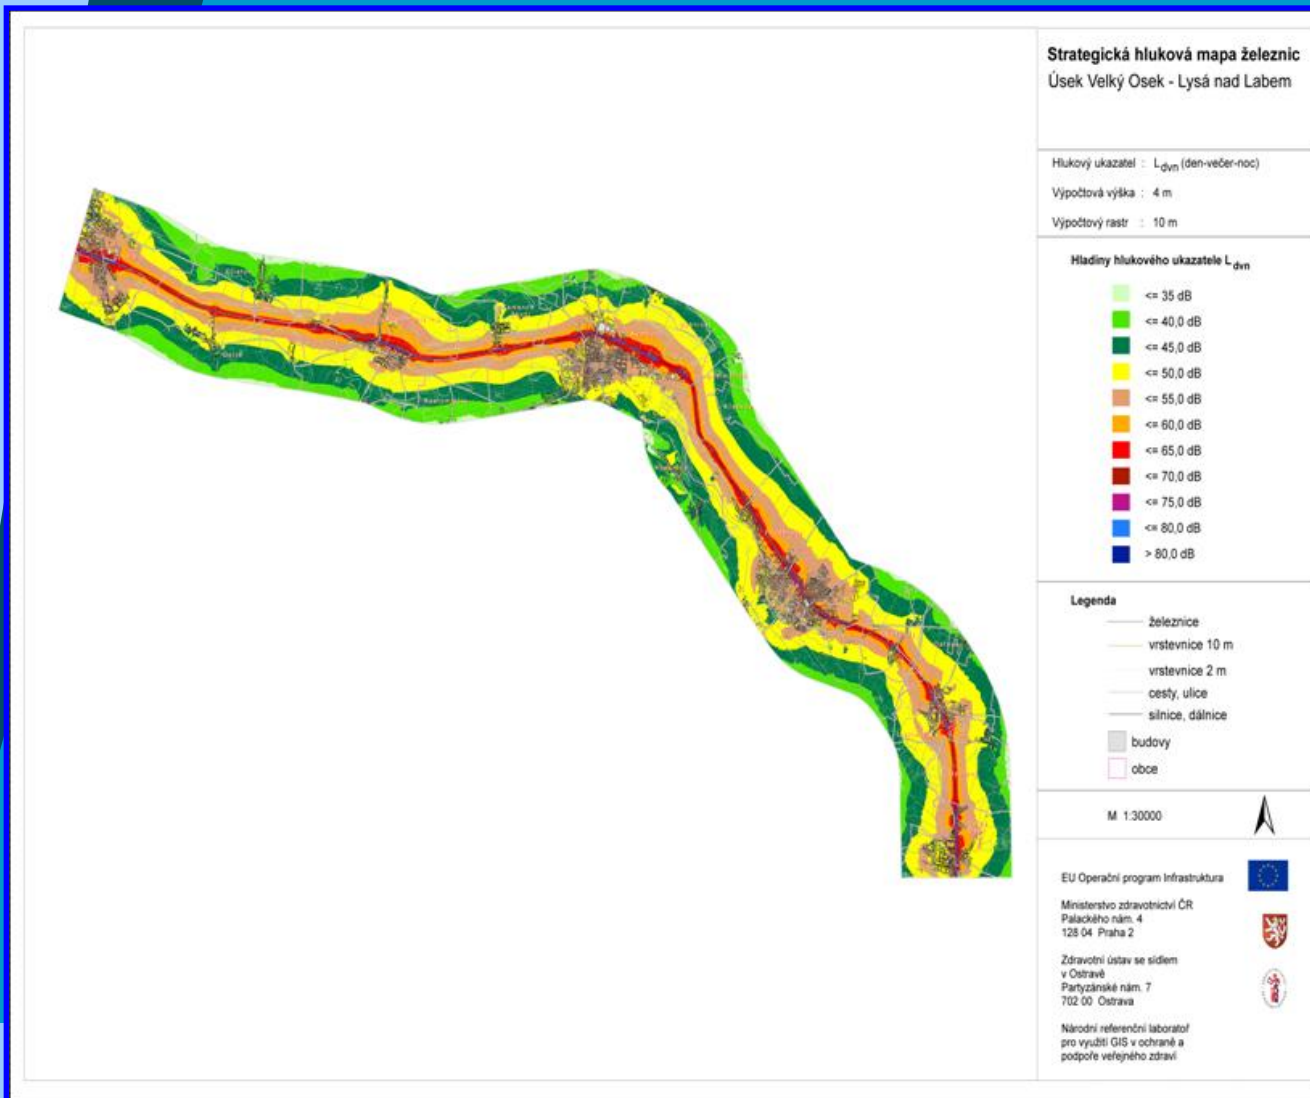 Strategická hluková mapa železnic
Úsek Velký Osek - Lysá nad Labem
Hlukový ukazatel : Ldvn (den-večer-noc)
Výpočtová výška : 4 m
Výpočtový rastr : 10 m
Hladiny hlukového ukazatele Ldvn
<= 35 dB
<= 40,0 dB
<= 45,0 dB
<= 50,0 dB
<= 55,0 dB
<= 60,0 dB
<= 65,0 dB
<= 70,0 dB
<= 75,0 dB
<= 80,0 dB
> 80,0 dB
Legenda
železnice
vrstevnice 10 m
vrstevnice 2 m
cesty, ulice
silnice, dálnice
budovy
obce
M 1:30000
EU Operační program Infrastruktura
Ministerstvo zdravotnictví ČR
Palackého nám. 4
128 04 Praha 2
Zdravotní ústav se sídlem
v Ostravě
Partyzánské nám. 7
702 00 Ostrava
Národní referenční laboratoř
pro využití GIS v ochraně a
podpoře veřejného zdraví